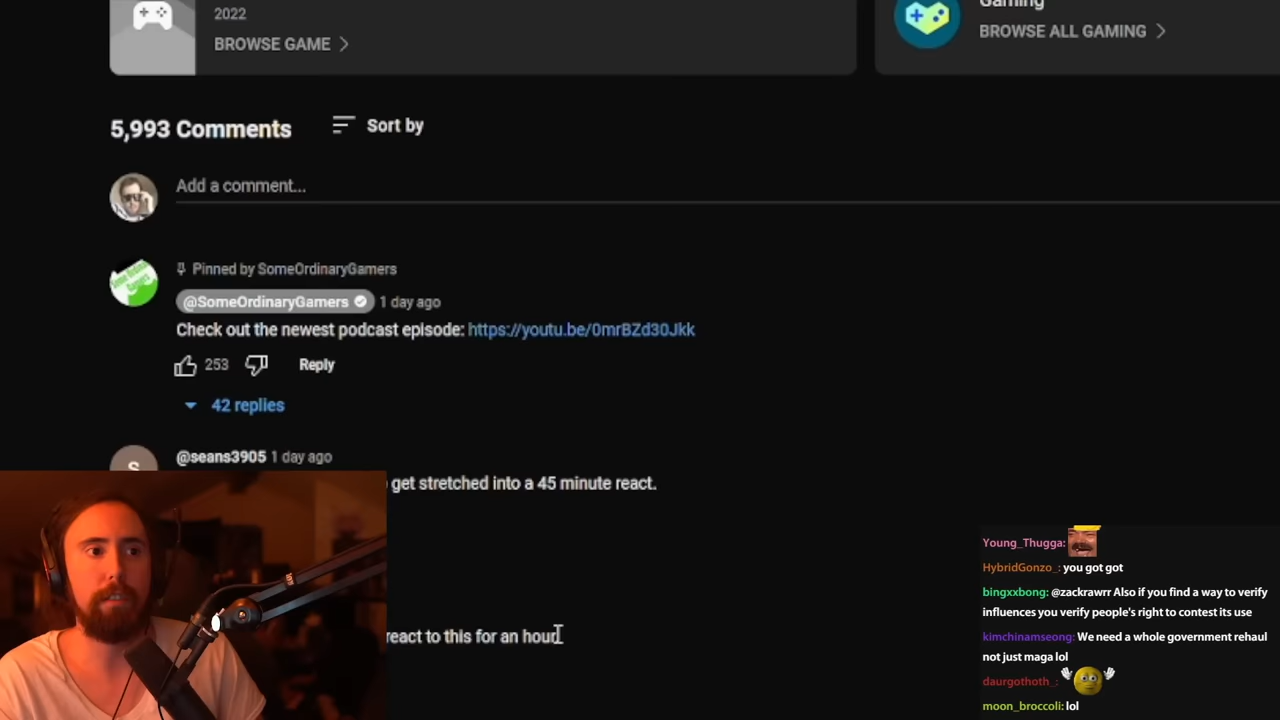 2022
BROWSE GAME
Gaming
BROWSE ALL GAMING
5,993 Comments
Sort by
Add a comment...
Pinned by SomeOrdinaryGamers
@SomeOrdinaryGamers 1 day ago
Check out the newest podcast episode: https://youtu.be/0mrBZd30Jkk
253
Reply
42 replies
S
@seans3905 1 day ago
get stretched into a 45 minute react.
react to this for an hour.
Young_Thugga:
HybridGonzo_: you got got
bingxxbong: @zackrawrr Also if you find a way to verify
influences you verify people's right to contest its use
kimchinamseong: We need a whole government rehaul
not just maga lol
daurgothoth_:
moon_broccoli: lol